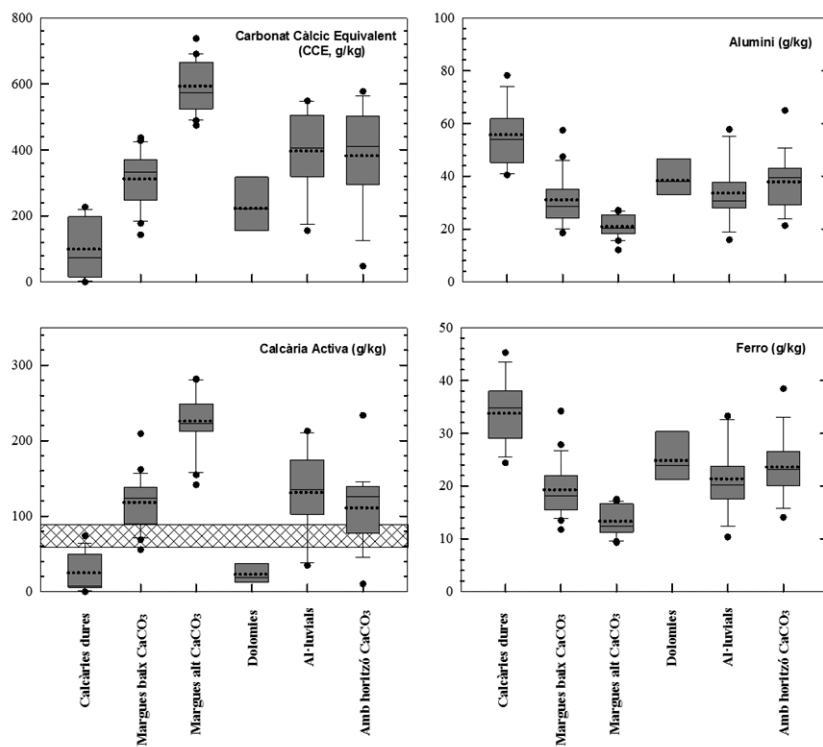 Carbonat Càlcic Equivalent
(CCE, g/kg)
800
600
400
200
0
Alumini (g/kg)
100
80
60
40
20
0
Calcària Activa (g/kg)
300
200
100
0
Ferro (g/kg)
50
40
30
20
10
0
Calcàries dures
Margues baix CaCO3
Margues alt CaCO3
Dolomies
Al·luvials
Amb horitzó CaCO3
Calcàries dures
Margues baix CaCO3
Margues alt CaCO3
Dolomies
Al·luvials
Amb horitzó CaCO3